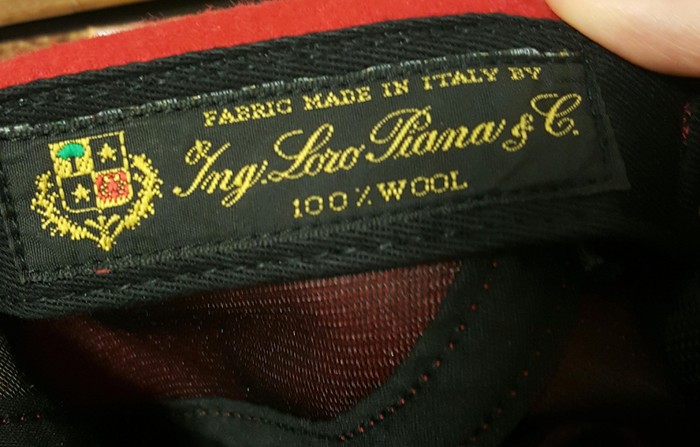 FABRIC MADE IN ITALY BY
Ing. Loro Piana & C.
100% WOOL